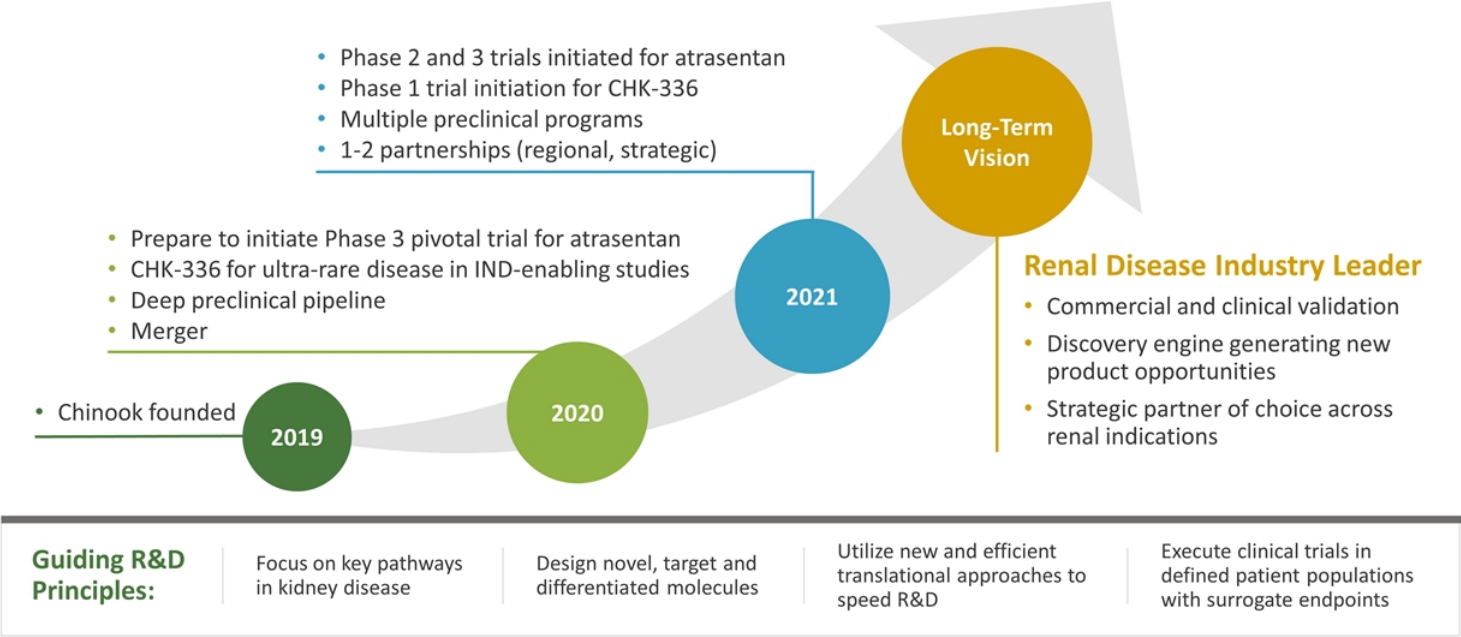 • Phase 2 and 3 trials initiated for atrasentan
• Phase 1 trial initiation for CHK-336
• Multiple preclinical programs
• 1-2 partnerships (regional, strategic)
Long-Term
Vision
• Prepare to initiate Phase 3 pivotal trial for atrasentan
• CHK-336 for ultra-rare disease in IND-enabling studies
• Deep preclinical pipeline
• Merger
2021
Renal Disease Industry Leader
• Commercial and clinical validation
• Discovery engine generating new
product opportunities
• Strategic partner of choice across
renal indications
• Chinook founded
2019
2020
Guiding R&D
Principles:
Focus on key pathways
in kidney disease
Design novel, target and
differentiated molecules
Utilize new and efficient
translational approaches to
speed R&D
Execute clinical trials in
defined patient populations
with surrogate endpoints